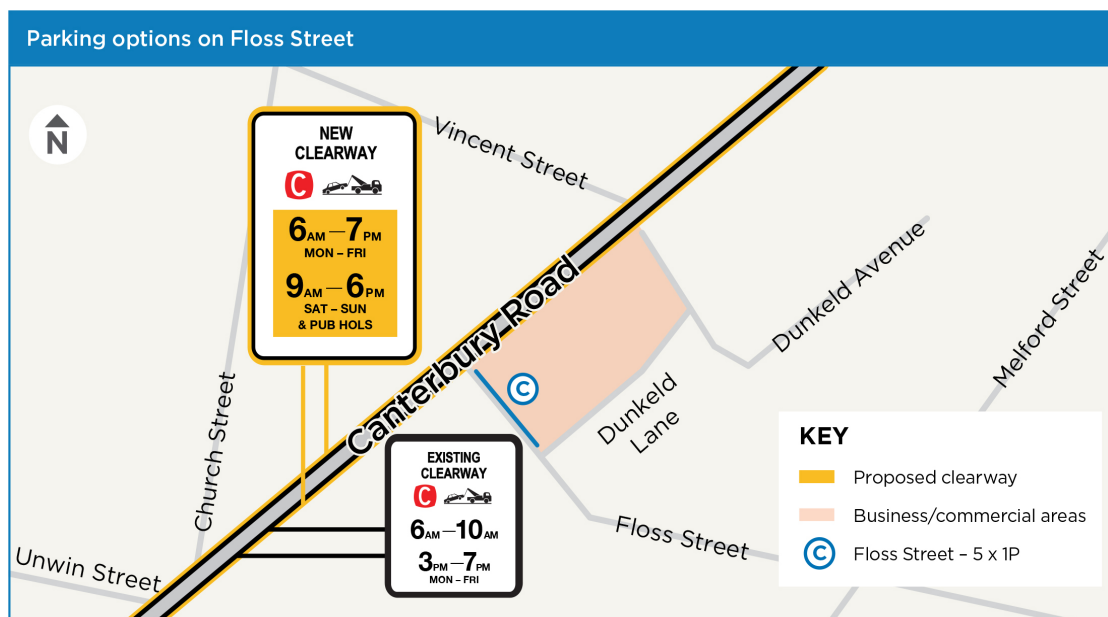 Parking options on Floss Street
N
NEW
CLEARWAY
C
6AM–7PM
MON – FRI
9AM–6PM
SAT – SUN
& PUB HOLS
Vincent Street
Canterbury Road
Dunkeld Avenue
Melford Street
Church Street
C
Dunkeld
Lane
EXISTING
CLEARWAY
C
6AM–10AM
3PM–7PM
MON – FRI
Floss Street
Unwin Street
KEY
Proposed clearway
Business/commercial areas
C Floss Street – 5 x 1P